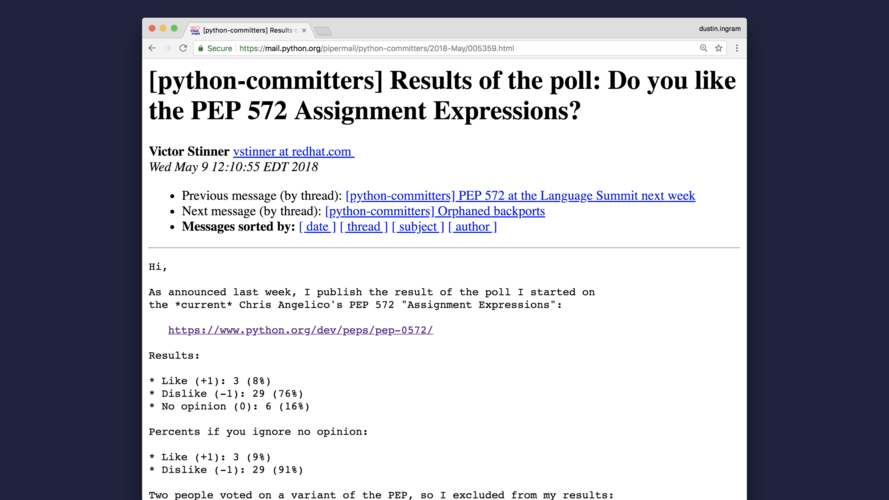 [python-committers] Results o
dustin.ingram
Secure https://mail.python.org/pipermail/python-committers/2018-May/005359.html
[python-committers] Results of the poll: Do you like
the PEP 572 Assignment Expressions?
Victor Stinner vstinner at redhat.com
Wed May 9 12:10:55 EDT 2018
• Previous message (by thread): [python-committers] PEP 572 at the Language Summit next week
• Next message (by thread): [python-committers] Orphaned backports
• Messages sorted by: [ date ] [ thread ] [ subject ] [ author ]
Hi,
As announced last week, I publish the result of the poll I started on
the *current* Chris Angelico's PEP 572 "Assignment Expressions":
https://www.python.org/dev/peps/pep-0572/
Results:
* Like (+1): 3 (8%)
* Dislike (-1): 29 (76%)
* No opinion (0): 6 (16%)
Percents if you ignore no opinion:
* Like (+1): 3 (9%)
* Dislike (-1): 29 (91%)
Two people voted on a variant of the PEP, so I excluded from my results: